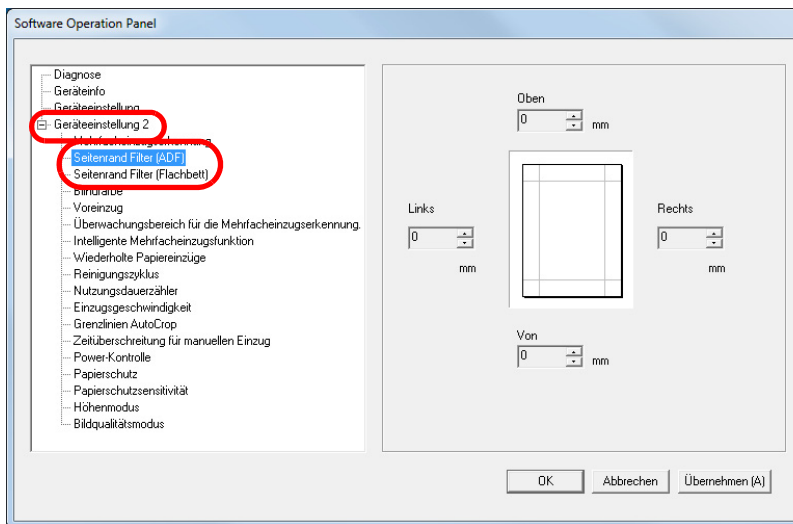 Software Operation Panel
Diagnose
Geräteinfo
Geräteeinstellung
Geräteeinstellung 2
Mehrfacheinzugserkennung
Seitenrand Filter (ADF)
Seitenrand Filter (Flachbett)
Blindfarbe
Voreinzug
Überwachungsbereich für die Mehrfacheinzugserkennung.
Intelligente Mehrfacheinzugsfunktion
Wiederholte Papiereinzüge
Reinigungszyklus
Nutzungsdauerzähler
Einzugsgeschwindigkeit
Grenzlinien AutoCrop
Zeitüberschreitung für manuellen Einzug
Power-Kontrolle
Papierschutz
Papierschutzsensitivität
Höhenmodus
Bildqualitätsmodus
Oben
0 mm
Links
0
mm
Rechts
0
mm
Von
0 mm
OK
Abbrechen
Übernehmen (A)